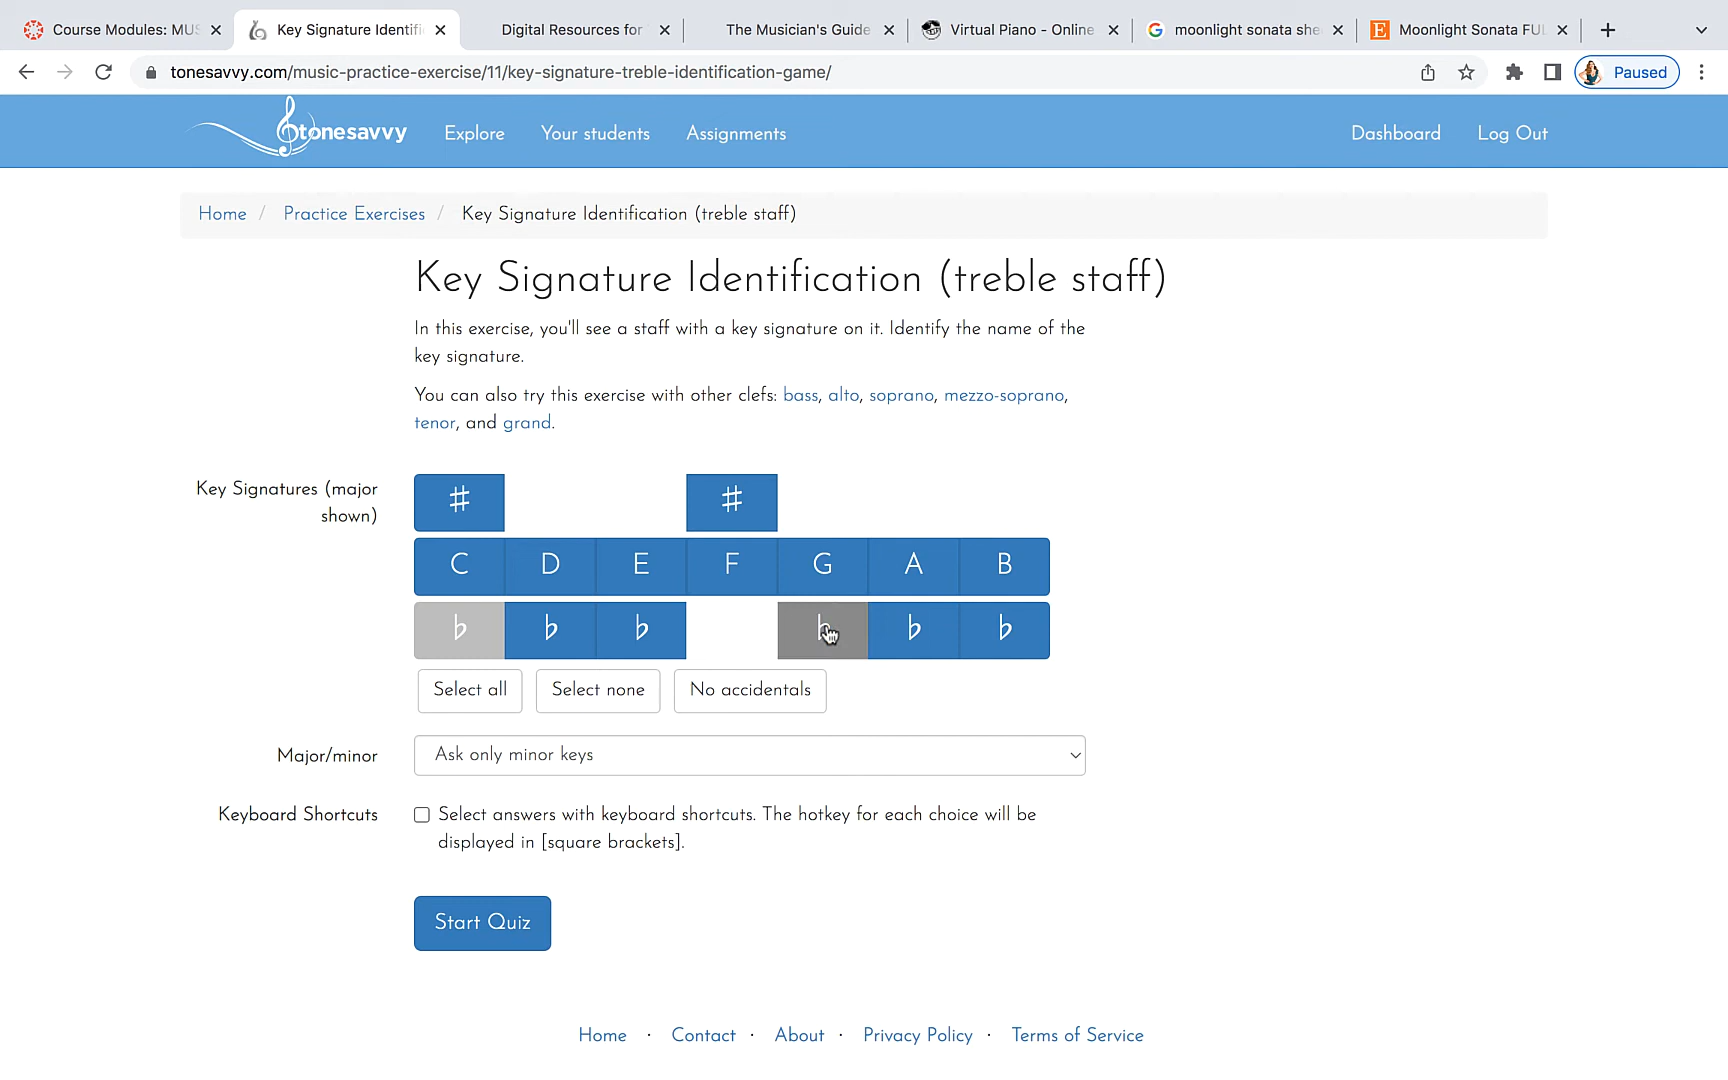 Course Modules: MUS
Key Signature Identifi
Digital Resources for
The Musician's Guide
Virtual Piano - Online
moonlight sonata she
Moonlight Sonata FUL
tonesavvy.com/music-practice-exercise/11/key-signature-treble-identification-game/
Paused
tonesavvy
Explore
Your students
Assignments
Dashboard
Log Out
Home / Practice Exercises / Key Signature Identification (treble staff)
Key Signature Identification (treble staff)
In this exercise, you'll see a staff with a key signature on it. Identify the name of the
key signature.
You can also try this exercise with other clefs: bass, alto, soprano, mezzo-soprano,
tenor, and grand.
Key Signatures (major
shown)
♯ ♯
C D E F G A B
♭ ♭ ♭ ♭ ♭ ♭
Select all
Select none
No accidentals
Major/minor
Ask only minor keys
Keyboard Shortcuts
Select answers with keyboard shortcuts. The hotkey for each choice will be
displayed in [square brackets].
Start Quiz
Home · Contact · About · Privacy Policy · Terms of Service